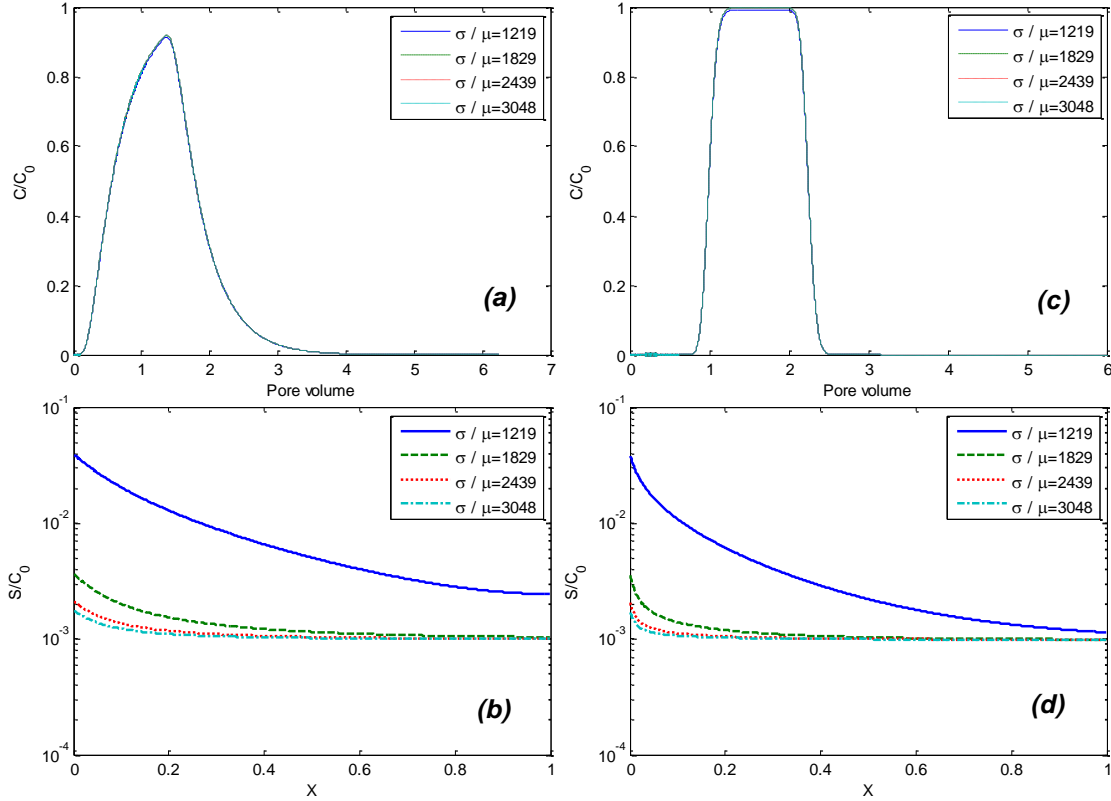 1
0.8
0.6
0.4
0.2
0
C/C0
0 1 2 3 4 5 6 7
Pore volume
σ / μ=1219
σ / μ=1829
σ / μ=2439
σ / μ=3048
(a)
1
0.8
0.6
0.4
0.2
0
C/C0
0 1 2 3 4 5 6
Pore volume
σ / μ=1219
σ / μ=1829
σ / μ=2439
σ / μ=3048
(c)
10-1
10-2
10-3
10-4
S/C0
0 0.2 0.4 0.6 0.8 1
X
σ / μ=1219
σ / μ=1829
σ / μ=2439
σ / μ=3048
(b)
10-1
10-2
10-3
10-4
S/C0
0 0.2 0.4 0.6 0.8 1
X
σ / μ=1219
σ / μ=1829
σ / μ=2439
σ / μ=3048
(d)